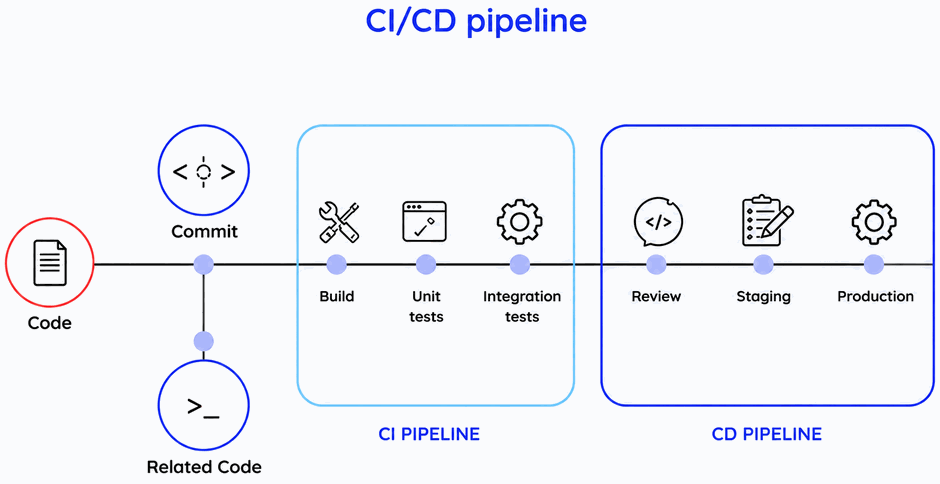 CI/CD pipeline
< >
Commit
Code
>_
Related Code
Build
Unit
tests
Integration
tests
CI PIPELINE
</>
Review
Staging
Production
CD PIPELINE